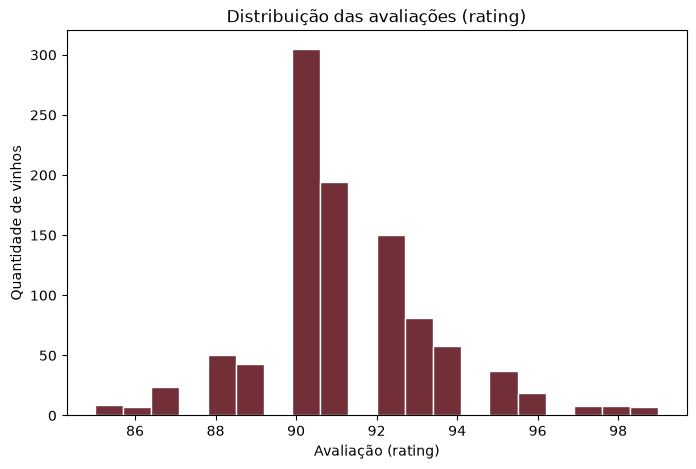 Distribuição das avaliações (rating)
300
250
200
150
100
50
0
Quantidade de vinhos
86 88 90 92 94 96 98
Avaliação (rating)